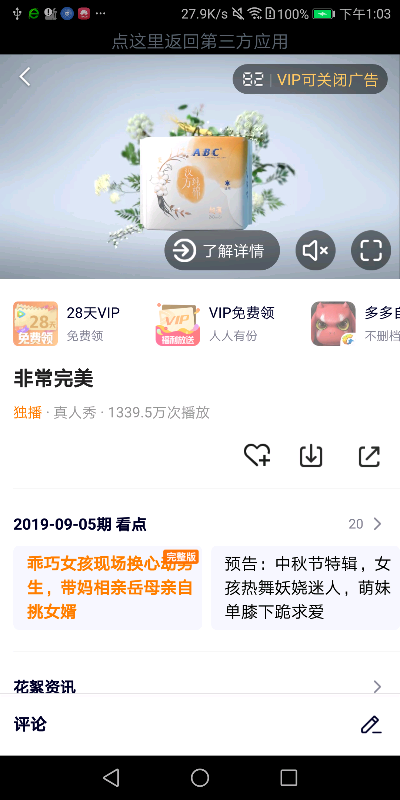 27.9K/s 100% 下午1:03
点这里返回第三方应用
82 | VIP可关闭广告
ABC
了解详情
28天VIP
免费领
VIP免费领
人人有份
多多自
不删档
28天
免费领
VIP
福利放送
非常完美
独播 · 真人秀 · 1339.5万次播放
2019-09-05期 看点
20
完整版
乖巧女孩现场换心动男
生，带妈相亲岳母亲自
挑女婿
预告：中秋节特辑，女
孩热舞妖娆迷人，萌妹
单膝下跪求爱
花絮资讯
评论